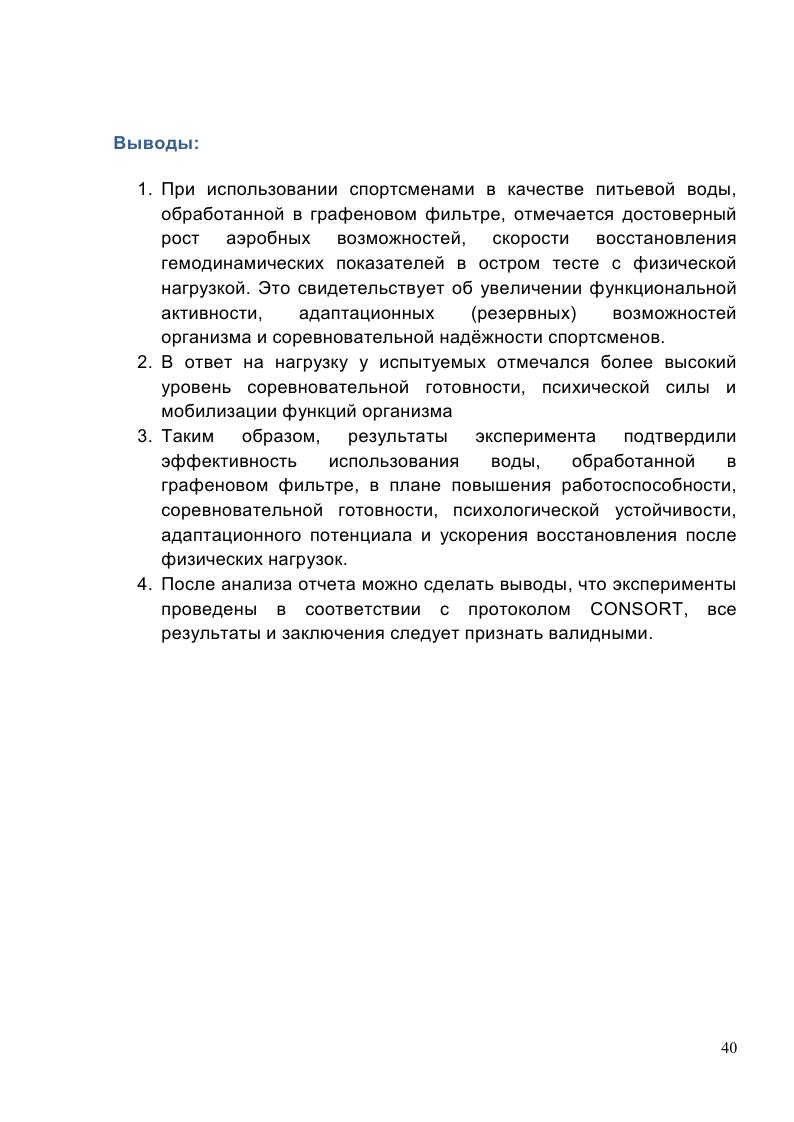 Выводы:
1. При использовании спортсменами в качестве питьевой воды,
обработанной в графеновом фильтре, отмечается достоверный
рост аэробных возможностей, скорости восстановления
гемодинамических показателей в остром тесте с физической
нагрузкой. Это свидетельствует об увеличении функциональной
активности, адаптационных (резервных) возможностей
организма и соревновательной надёжности спортсменов.
2. В ответ на нагрузку у испытуемых отмечался более высокий
уровень соревновательной готовности, психической силы и
мобилизации функций организма
3. Таким образом, результаты эксперимента подтвердили
эффективность использования воды, обработанной в
графеновом фильтре, в плане повышения работоспособности,
соревновательной готовности, психологической устойчивости,
адаптационного потенциала и ускорения восстановления после
физических нагрузок.
4. После анализа отчета можно сделать выводы, что эксперименты
проведены в соответствии с протоколом CONSORT, все
результаты и заключения следует признать валидными.
40